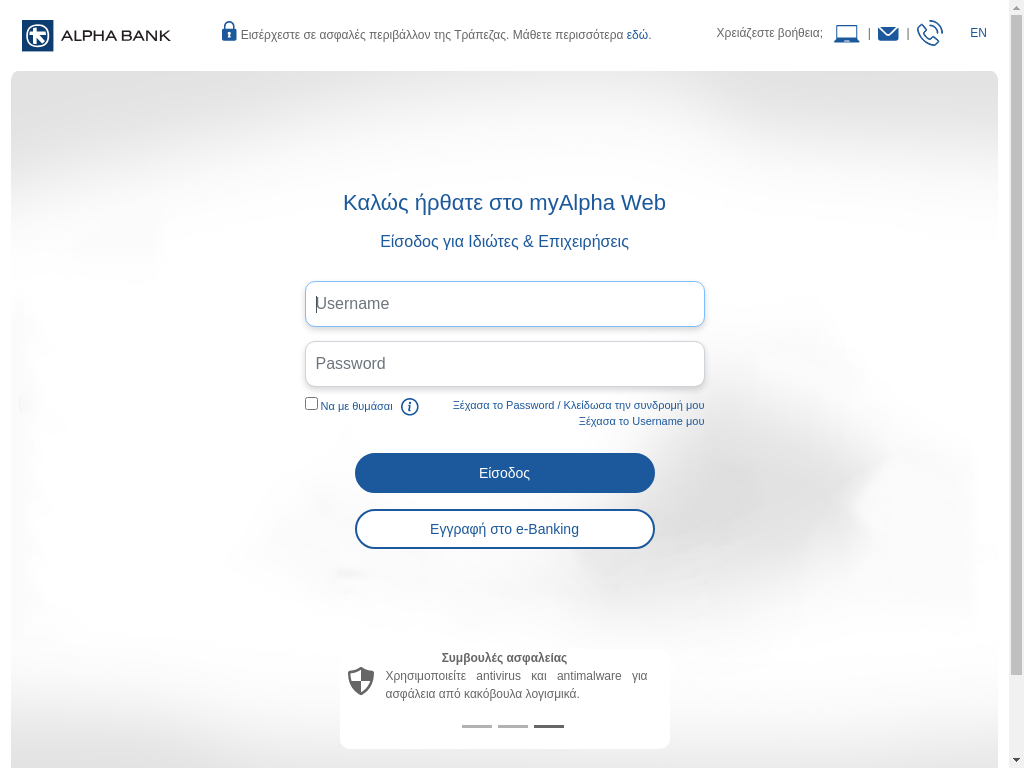 ALPHA BANK
Εισέρχεστε σε ασφαλές περιβάλλον της Τράπεζας. Μάθετε περισσότερα εδώ.
Χρειάζεστε βοήθεια; | | EN
Καλώς ήρθατε στο myAlpha Web
Είσοδος για Ιδιώτες & Επιχειρήσεις
Username
Password
Να με θυμάσαι
Ξέχασα το Password / Κλείδωσα την συνδρομή μου
Ξέχασα το Username μου
Είσοδος
Εγγραφή στο e-Banking
Συμβουλές ασφαλείας
Χρησιμοποιείτε antivirus και antimalware για
ασφάλεια από κακόβουλα λογισμικά.